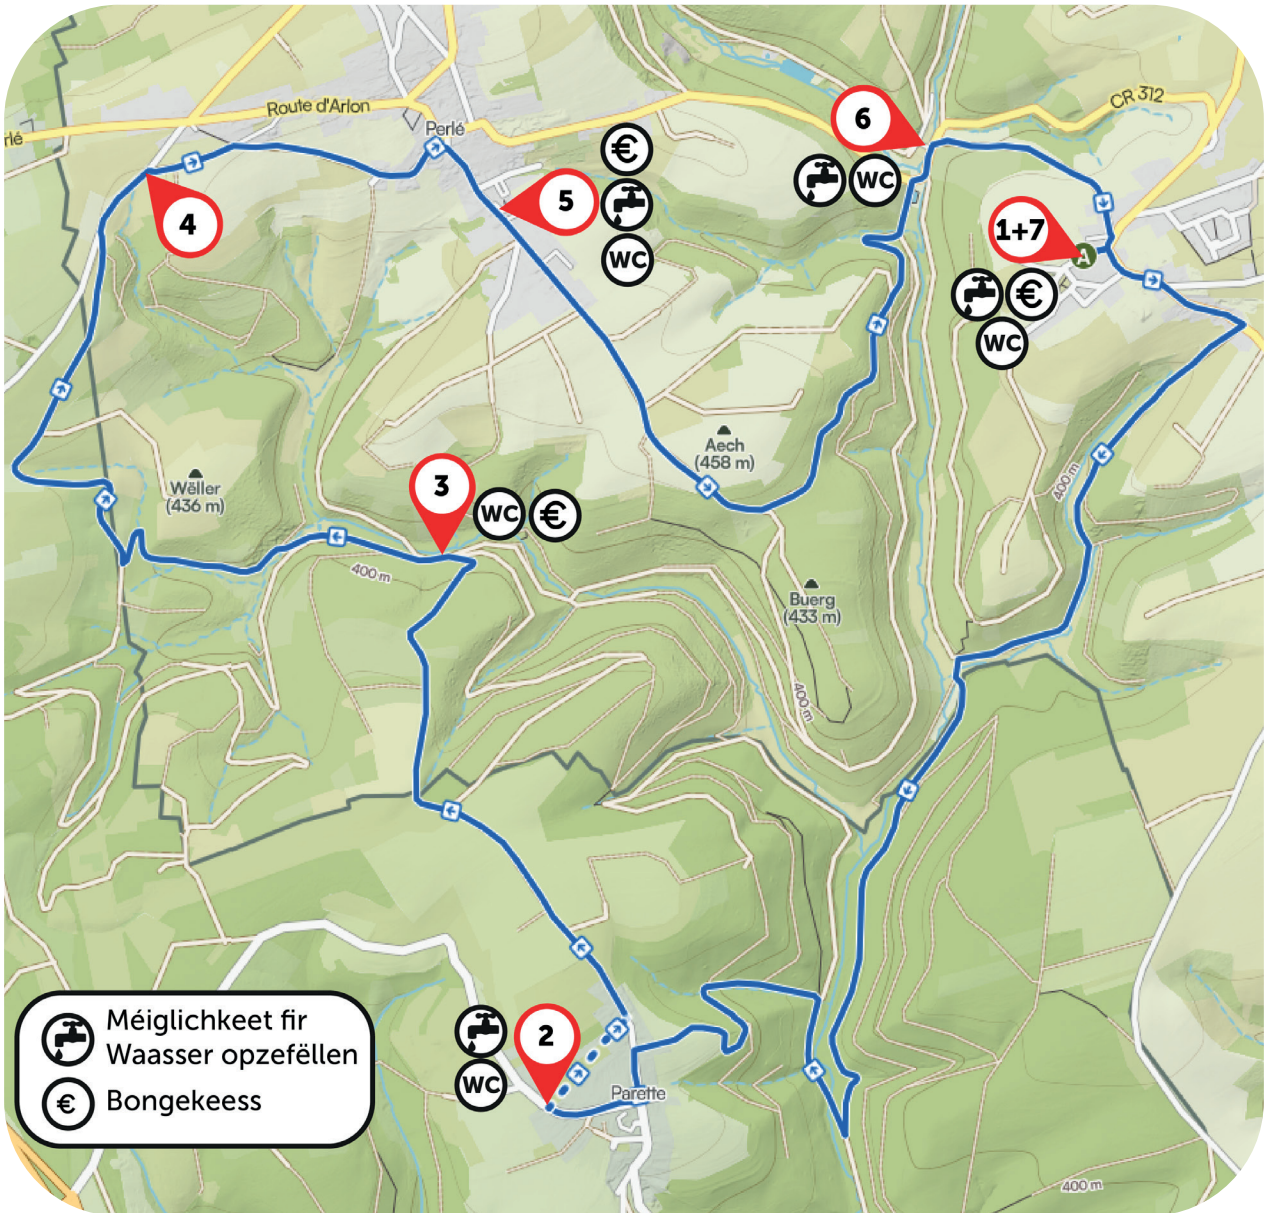 Route d'Arlon
CR 312
rlé
Perlé
6
€
WC
4
5
WC
1+7
A
€
WC
Aech
(458 m)
400 m
Wëller
(436 m)
3
WC
€
400 m
Buerg
(433 m)
400 m
2
WC
Parette
Méiglichkeet fir
Waasser opzefëllen
€
Bongekeess
400 m